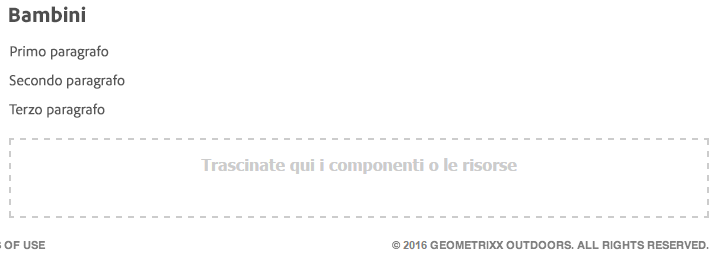 Bambini
Primo paragrafo
Secondo paragrafo
Terzo paragrafo
Trascinate qui i componenti o le risorse
OF USE
© 2016 GEOMETRIXX OUTDOORS. ALL RIGHTS RESERVED.